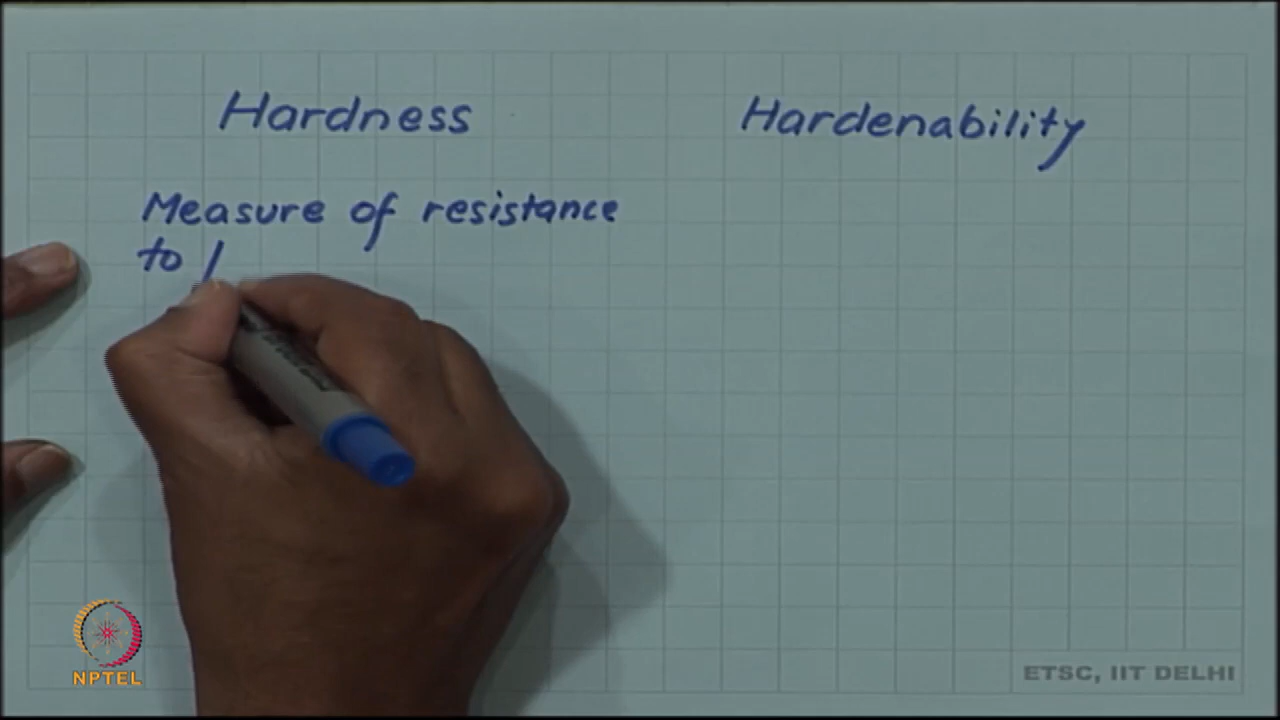 Hardness
Hardenability
Measure of resistance
to
NPTEL
ETSC, IIT DELHI